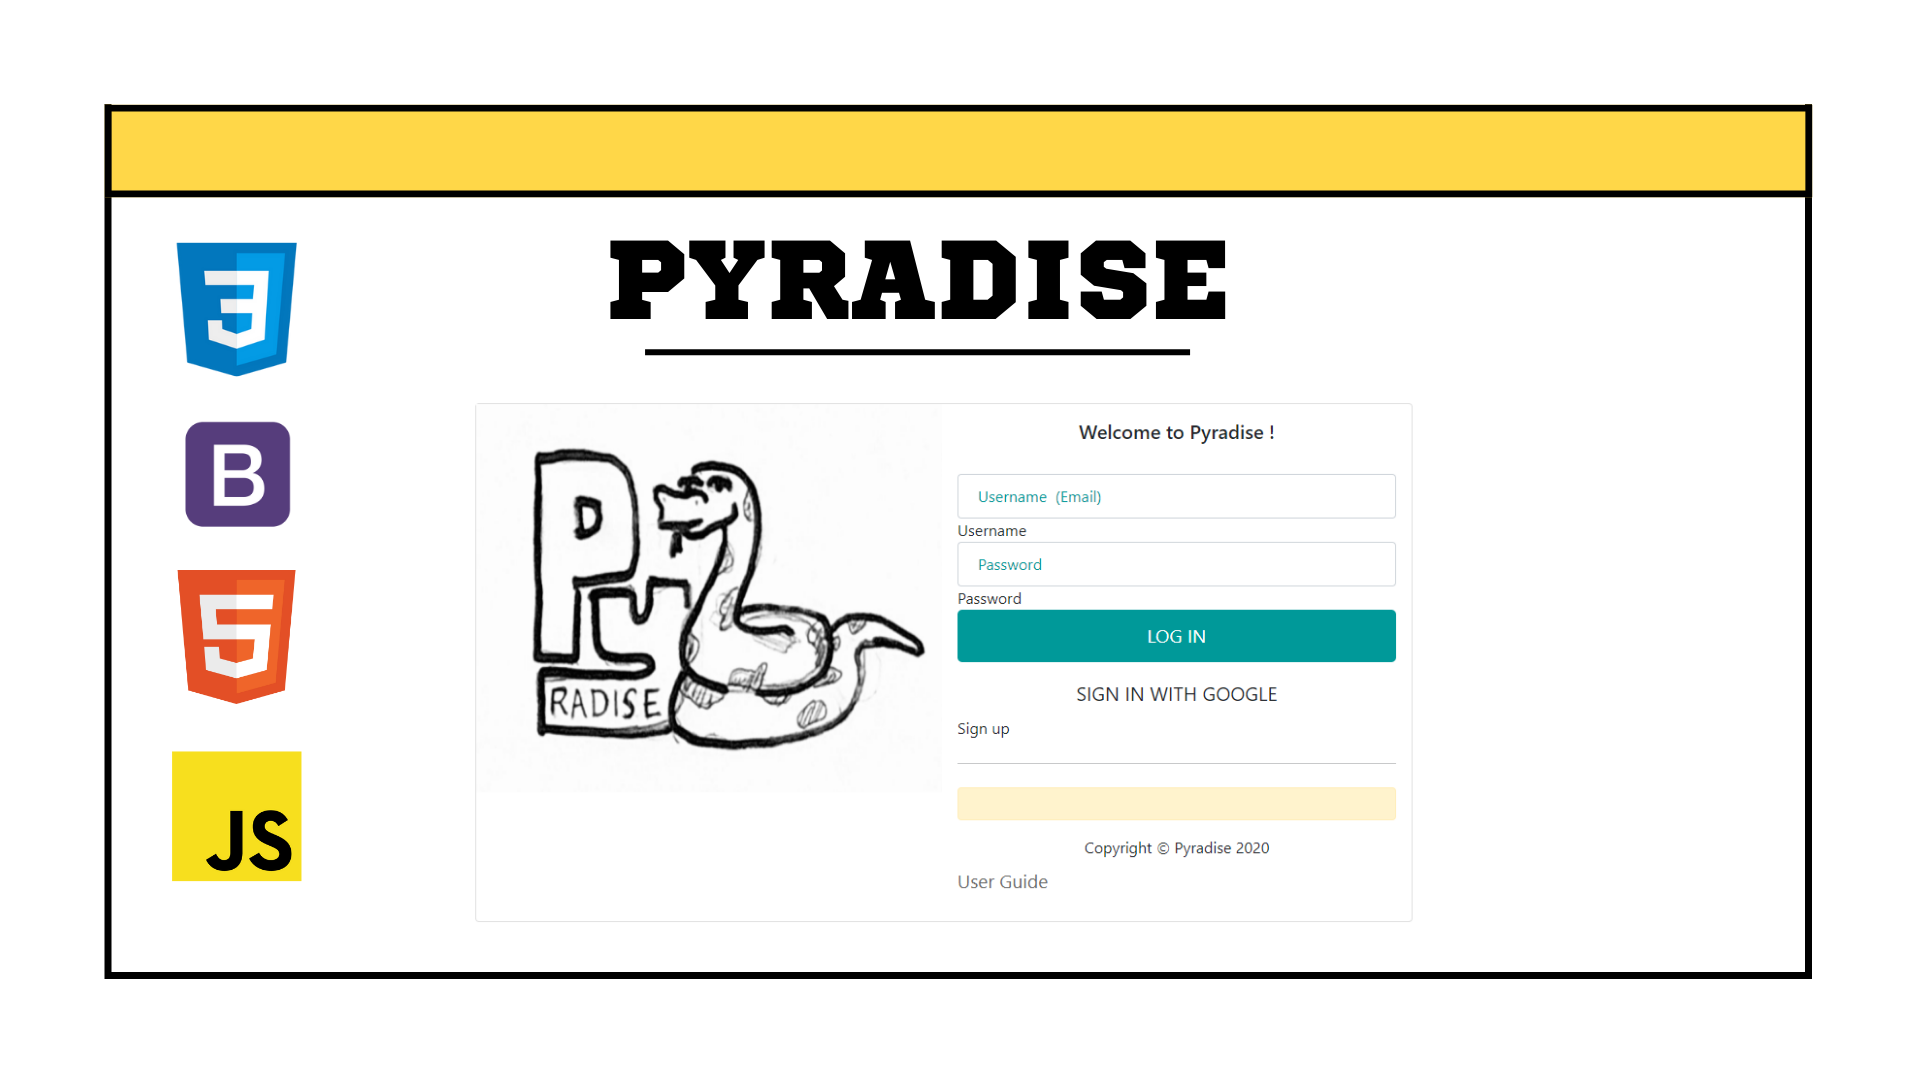 PYRADISE
3
B
5
JS
Py
RADISE
Welcome to Pyradise !
Username (Email)
Username
Password
Password
LOG IN
SIGN IN WITH GOOGLE
Sign up
Copyright © Pyradise 2020
User Guide